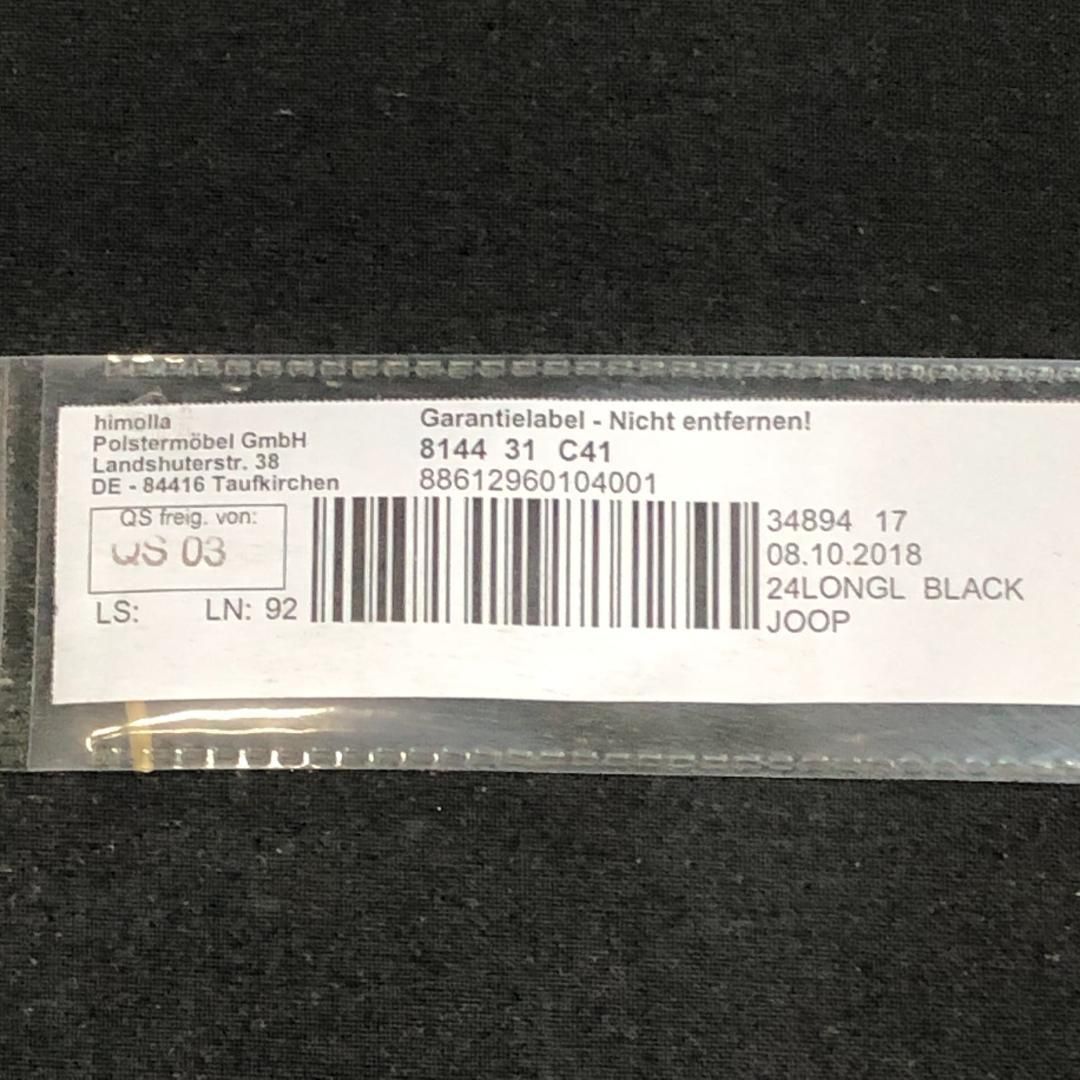 himolla
Polstermöbel GmbH
Landshuterstr. 38
DE - 84416 Taufkirchen
Garantielabel - Nicht entfernen!
8144 31 C41
88612960104001
QS freig. von:
QS 03
LS: LN: 92
34894 17
08.10.2018
24LONGL BLACK
JOOP